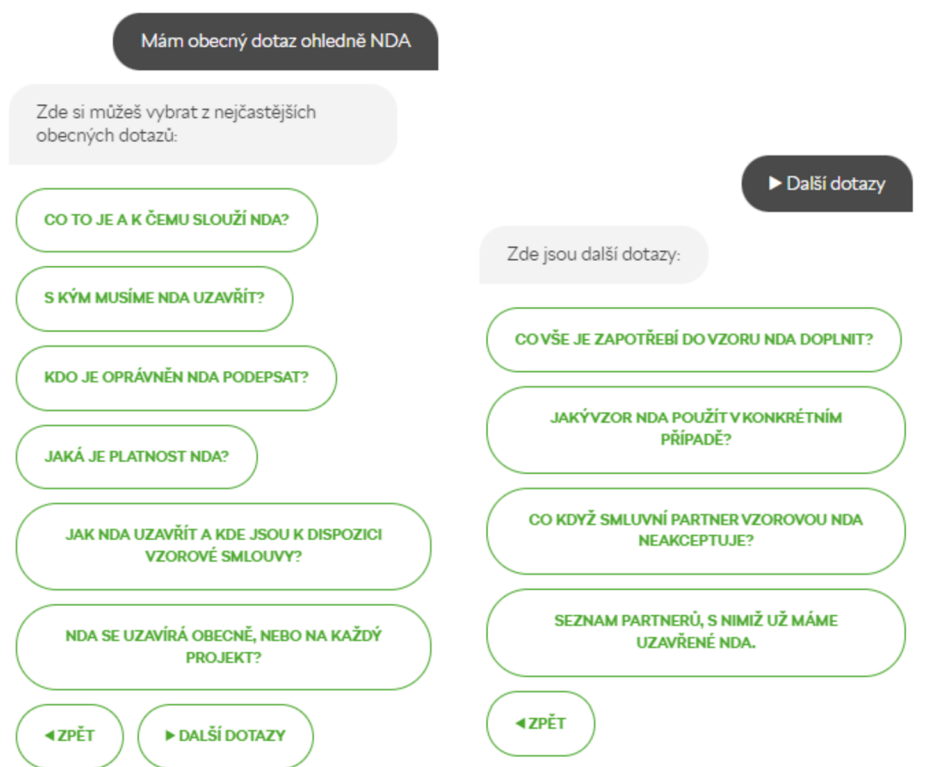 Mám obecný dotaz ohledně NDA
Zde si můžeš vybrat z nejčastějších
obecných dotazů:
CO TO JE A K ČEMU SLOUŽÍ NDA?
S KÝM MUSÍME NDA UZAVŘÍT?
KDO JE OPRÁVNĚN NDA PODEPSAT?
JAKÁ JE PLATNOST NDA?
JAK NDA UZAVŘÍT A KDE JSOU K DISPOZICI
VZOROVÉ SMLOUVY?
NDA SE UZAVÍRÁ OBECNĚ, NEBO NA KAŽDÝ
PROJEKT?
◄ ZPĚT
► DALŠÍ DOTAZY
► Další dotazy
Zde jsou další dotazy:
CO VŠE JE ZAPOTŘEBÍ DO VZORU NDA DOPLNIT?
JAKÝ VZOR NDA POUŽÍT V KONKRÉTNÍM
PŘÍPADĚ?
CO KDYŽ SMLUVNÍ PARTNER VZOROVOU NDA
NEAKCEPTUJE?
SEZNAM PARTNERŮ, S NIMIŽ UŽ MÁME
UZAVŘENÉ NDA.
◄ ZPĚT